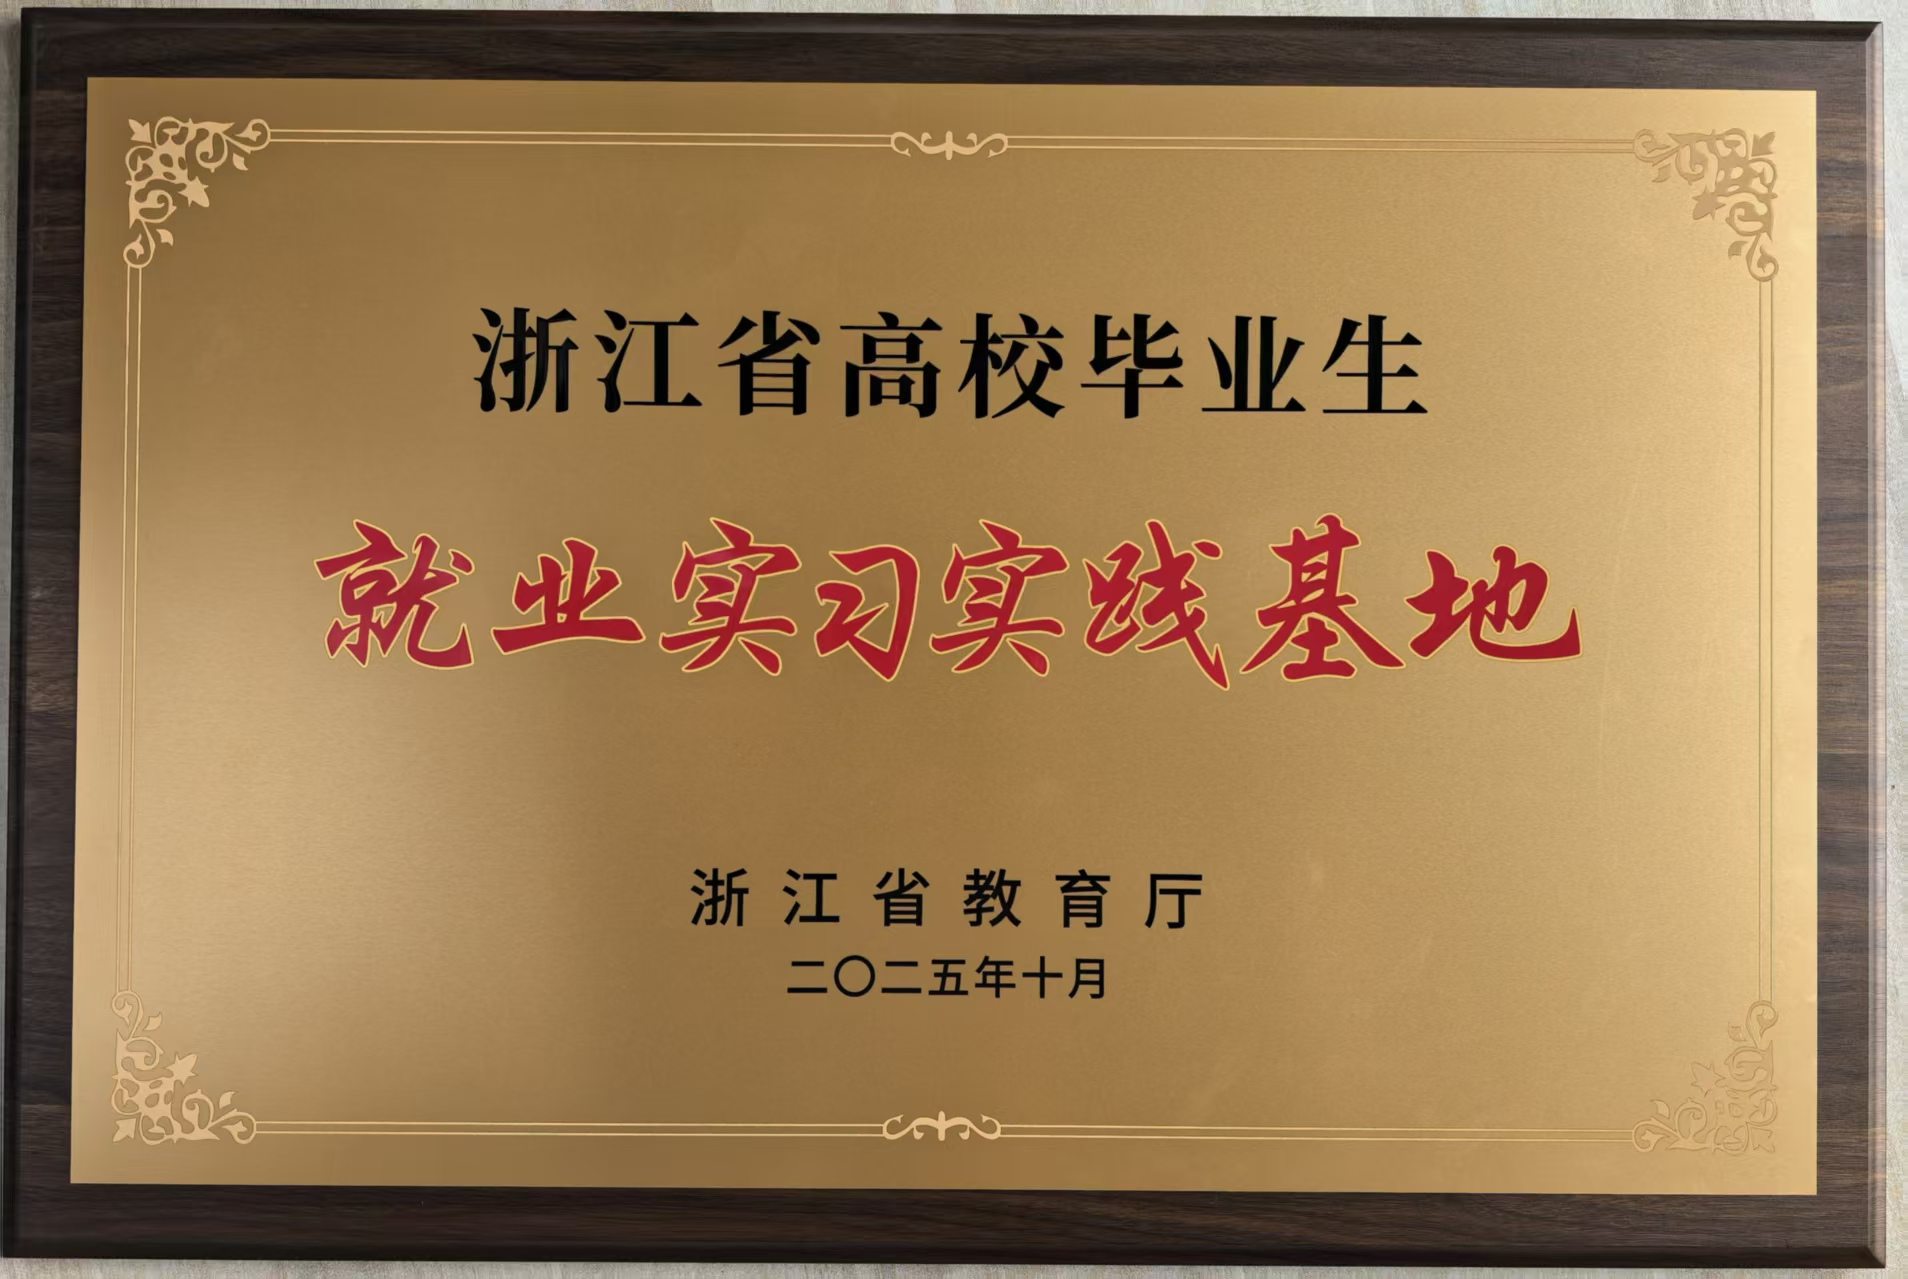 浙江省高校毕业生
就业实习实践基地
浙江省教育厅
二〇二五年十月